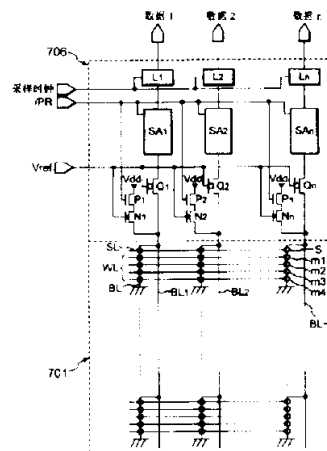 数据 1 数据 2 数据 n
706
L1 L2 Ln
采样时钟
/PR
SA1 SA2 SAn
Vref
Vdd Q1 Vdd Q2 Vdd Qn
P1 P2
N1 N2 Nn
SL S
WL m1
m2
m3
BL m4
BL1 BL2 BL
701